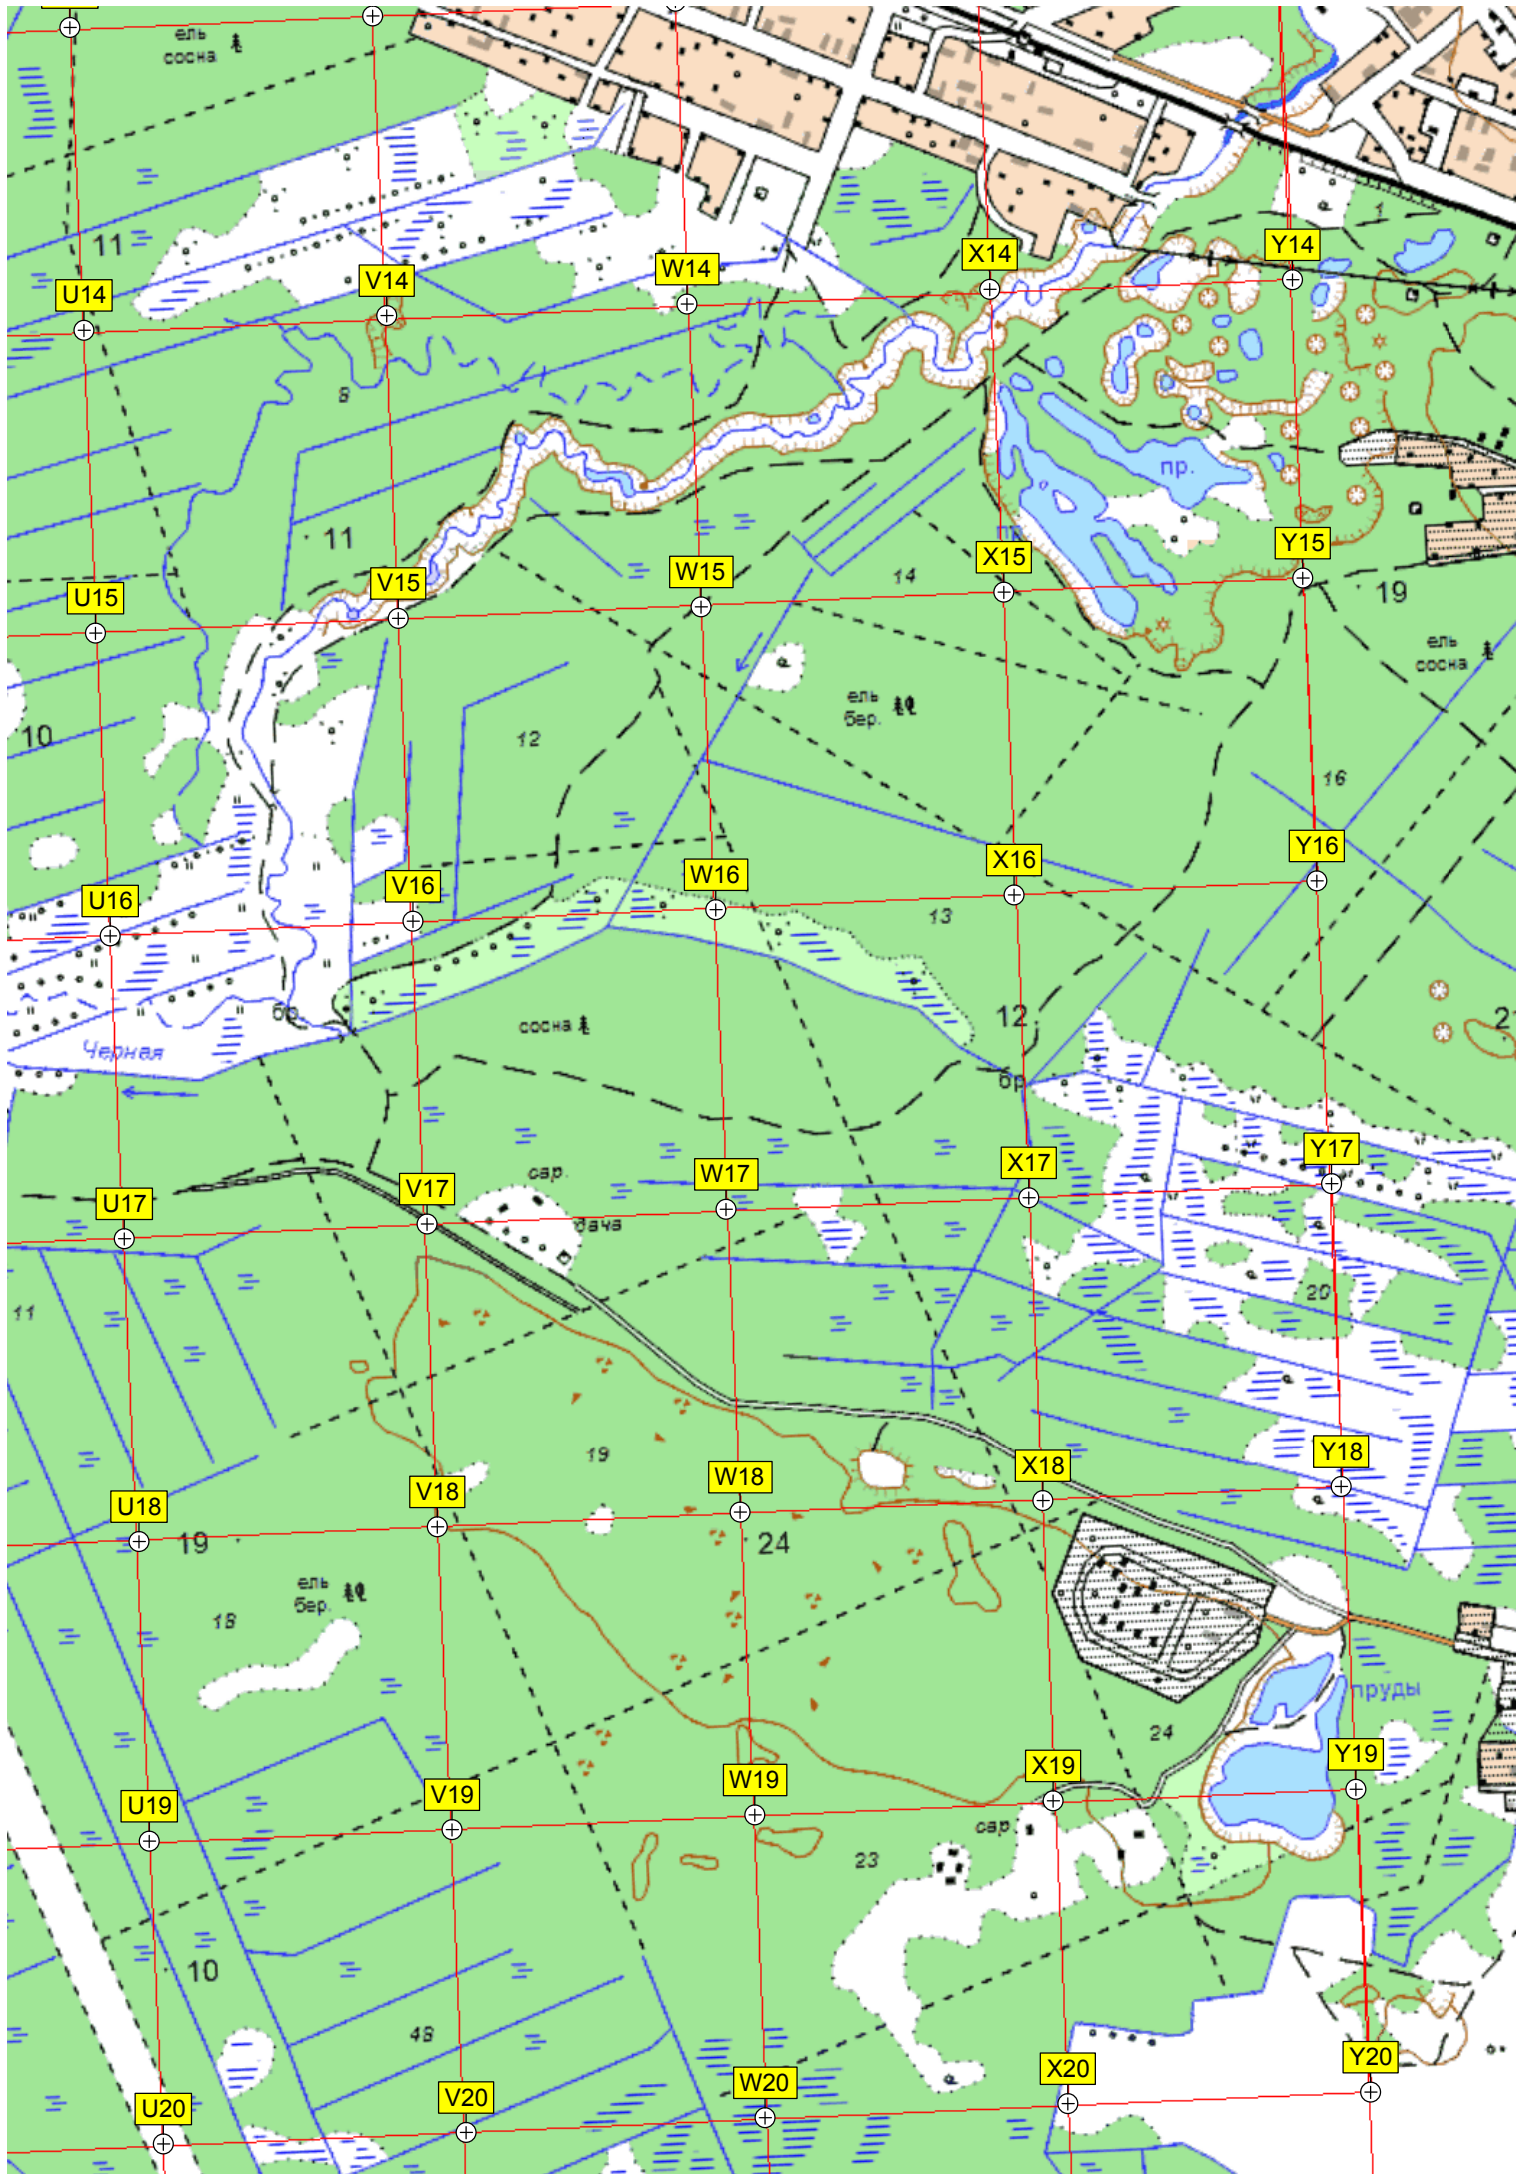 ель
сосна
1
11
Y14
X14
W14
V14
U14
8
пр.
11
пр.
Y15
X15
W15
V15
U15
14
19
ель
сосна
ель
бер.
10
12
16
Y16
X16
W16
V16
U16
13
бр.
сосна
12
Черная
бр.
Y17
X17
W17
V17
U17
сар.
дача
11
20
19
Y18
X18
W18
V18
U18
19
24
ель
бер.
18
пруды
24
Y19
X19
W19
V19
U19
сар.
23
10
48
Y20
X20
W20
V20
U20